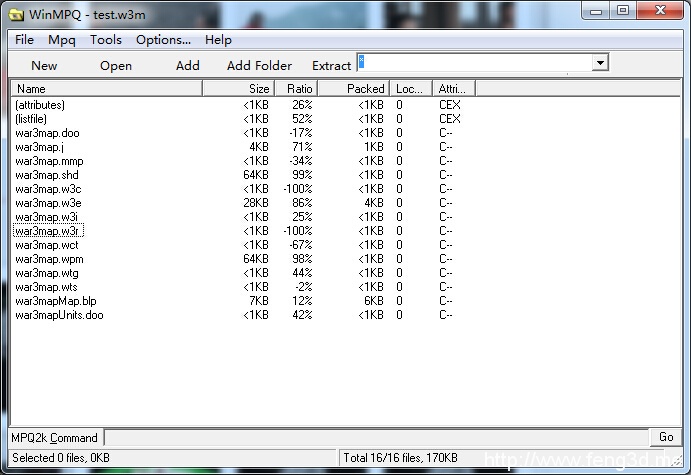 WinMPQ - test.w3m
File Mpq Tools Options... Help
New Open Add Add Folder Extract *
Name Size Ratio Packed Loc... Attri...
(attributes) <1KB 26% <1KB 0 CEX
(listfile) <1KB 52% <1KB 0 CEX
war3map.doo <1KB -17% <1KB 0 C--
war3map.j 4KB 71% 1KB 0 C--
war3map.mmp <1KB -34% <1KB 0 C--
war3map.shd 64KB 99% <1KB 0 C--
war3map.w3c <1KB -100% <1KB 0 C--
war3map.w3e 28KB 86% 4KB 0 C--
war3map.w3i <1KB 25% <1KB 0 C--
war3map.w3r <1KB -100% <1KB 0 C--
war3map.wct <1KB -67% <1KB 0 C--
war3map.wpm 64KB 98% <1KB 0 C--
war3map.wtg <1KB 44% <1KB 0 C--
war3map.wts <1KB -2% <1KB 0 C--
war3mapMap.blp 7KB 12% 6KB 0 C--
war3mapUnits.doo <1KB 42% <1KB 0 C--
MPQ2k Command Go
Selected 0 files, 0KB Total 16/16 files, 170KB
http://www.feng3d.me